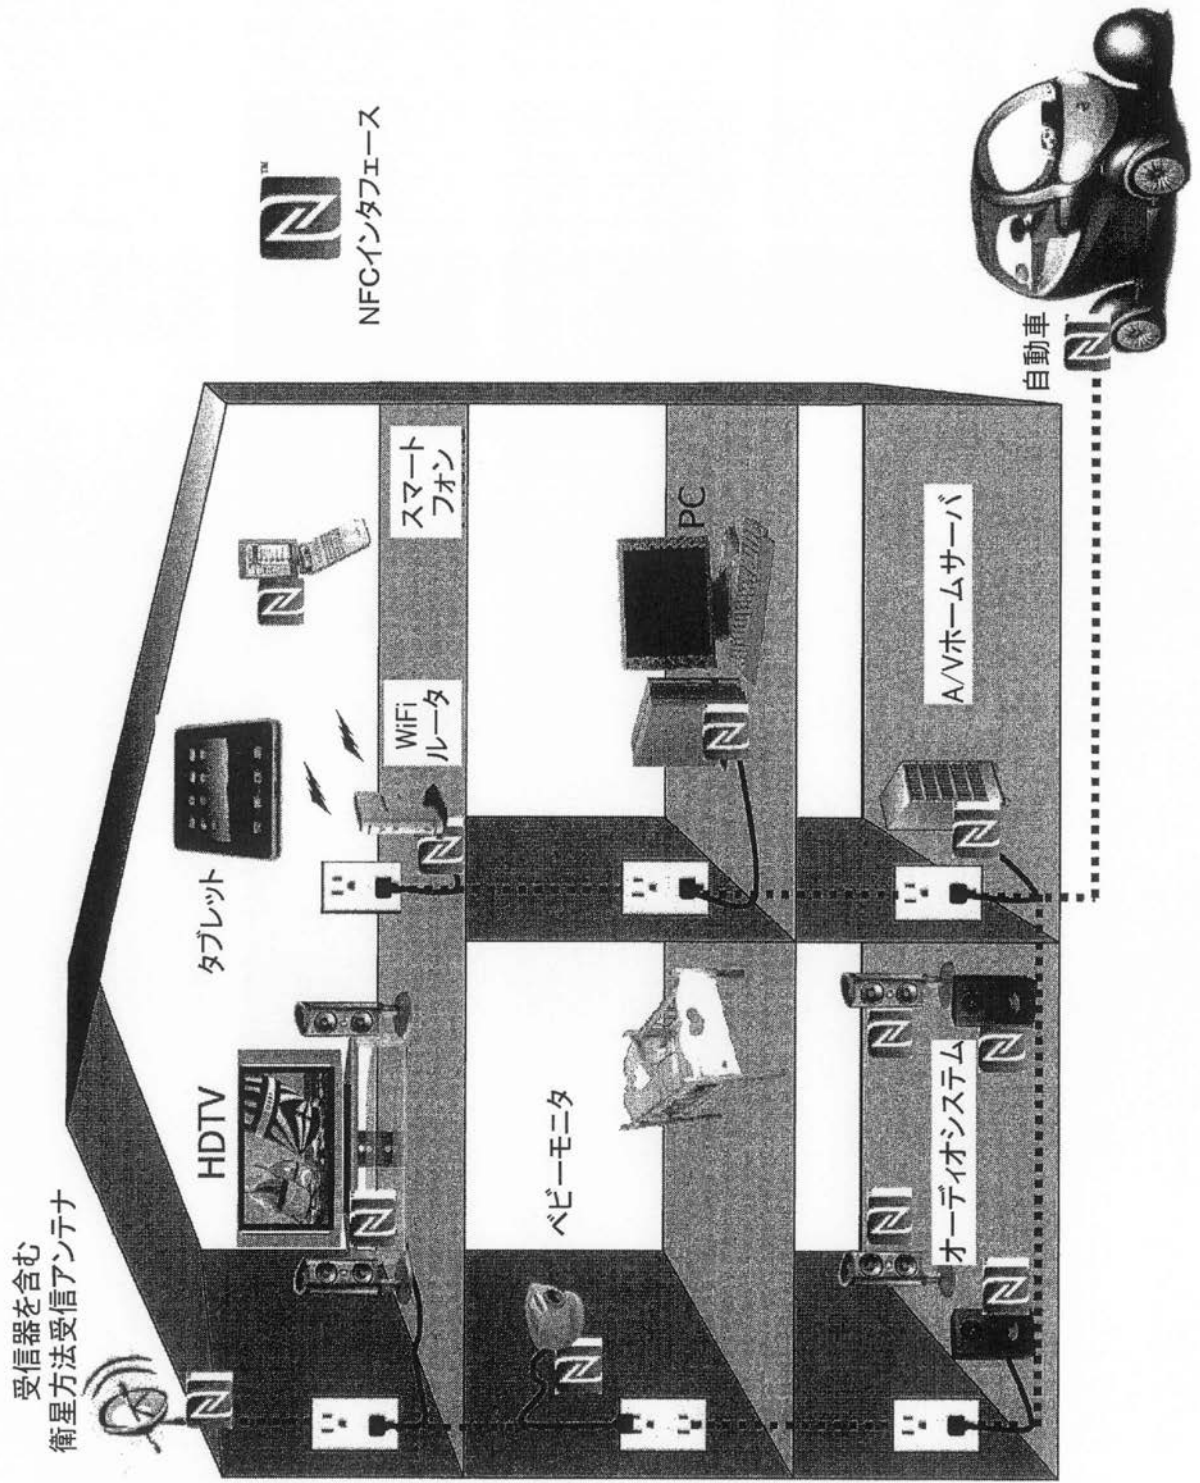 受信器を含む
衛星方法受信アンテナ
HDTV
タブレット
NFCインタフェース
™
WiFi
ルータ
スマート
フォン
ベビーモニタ
PC
オーディオシステム
A/Vホームサーバ
自動車